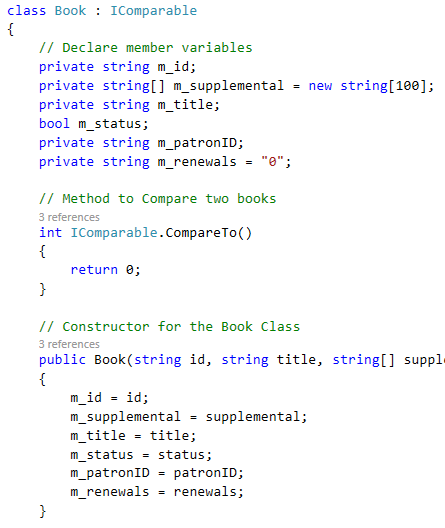 class Book : IComparable
{
    // Declare member variables
    private string m_id;
    private string[] m_supplemental = new string[100];
    private string m_title;
    bool m_status;
    private string m_patronID;
    private string m_renewals = "0";

    // Method to Compare two books
    3 references
    int IComparable.CompareTo()
    {
        return 0;
    }

    // Constructor for the Book Class
    3 references
    public Book(string id, string title, string[] suppl
    {
        m_id = id;
        m_supplemental = supplemental;
        m_title = title;
        m_status = status;
        m_patronID = patronID;
        m_renewals = renewals;
    }